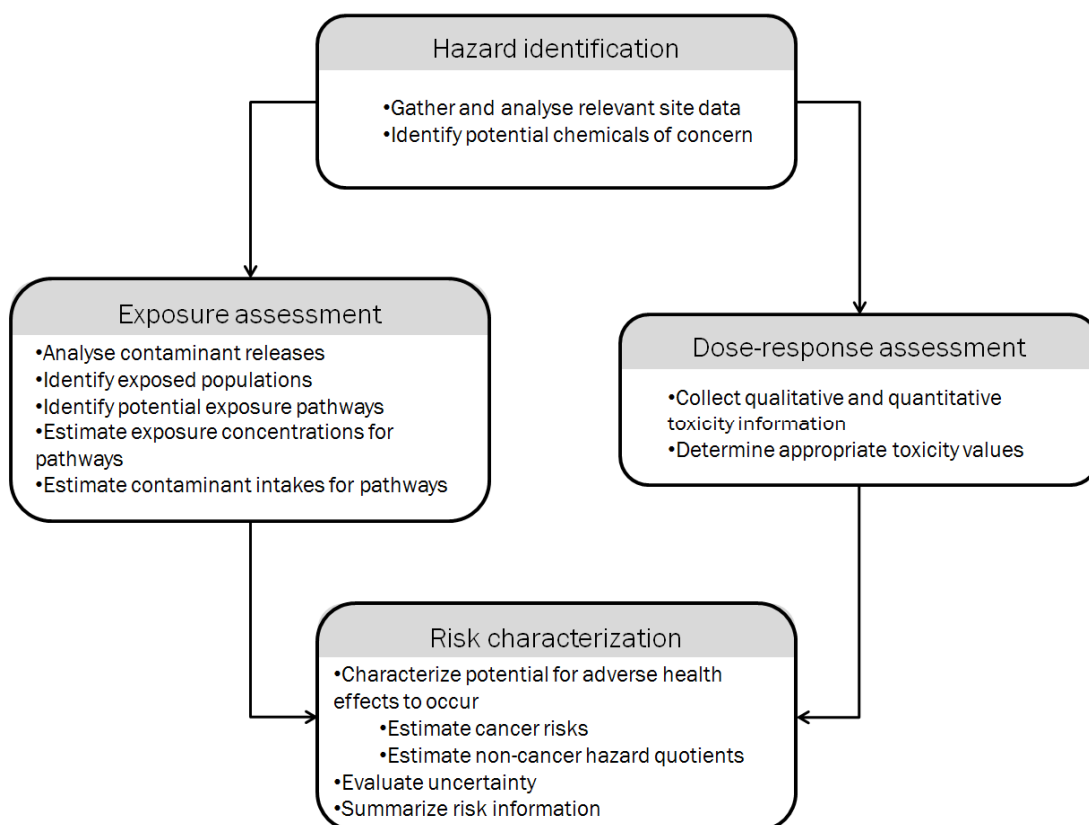 Hazard identification
•Gather and analyse relevant site data
•Identify potential chemicals of concern
Exposure assessment
•Analyse contaminant releases
•Identify exposed populations
•Identify potential exposure pathways
•Estimate exposure concentrations for
pathways
•Estimate contaminant intakes for pathways
Dose-response assessment
•Collect qualitative and quantitative
toxicity information
•Determine appropriate toxicity values
Risk characterization
•Characterize potential for adverse health
effects to occur
•Estimate cancer risks
•Estimate non-cancer hazard quotients
•Evaluate uncertainty
•Summarize risk information